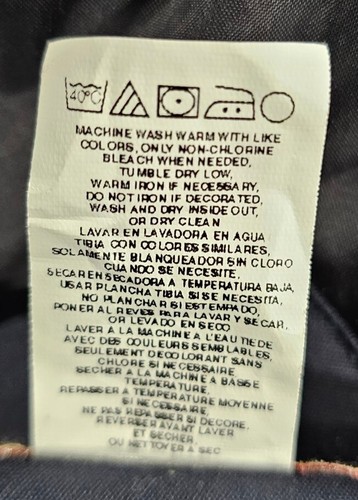 40°C
MACHINE WASH WARM WITH LIKE
COLORS, ONLY NON-CHLORINE
BLEACH WHEN NEEDED,
TUMBLE DRY LOW,
WARM IRON IF NECESSARY,
DO NOT IRON IF DECORATED,
WASH AND DRY INSIDE OUT,
OR DRY CLEAN
LAVAR EN LAVADORA EN AGUA
TIBIA CON COLORES SIMILARES,
SOLAMENTE BLANQUEADOR SIN CLORO
CUANDO SE NECESITE,
SECAR EN SECADORA A TEMPERATURA BAJA,
USAR PLANCHA TIBIA SI SE NECESITA,
NO PLANCHAR SI ESTAMPADO,
PONER AL REVES PARA LAVAR Y SECAR,
OR LEVADO EN SECO
LAVER A LA MACHINE A L'EAU TIEDE
AVEC DES COULEURS SEMBLABLES,
SEULEMENT DECOLORANT SANS
CHLORE SI NECESSAIRE
SECHER A LA MACHINE A BASSE
TEMPERATURE,
REPASSER A TEMPERATURE MOYENNE
SI NECESSAIRE,
NE PAS REPASSER SI DECORE,
REVERSER AVANT LAVER
ET SECHER,
OU NETTOYER A SEC